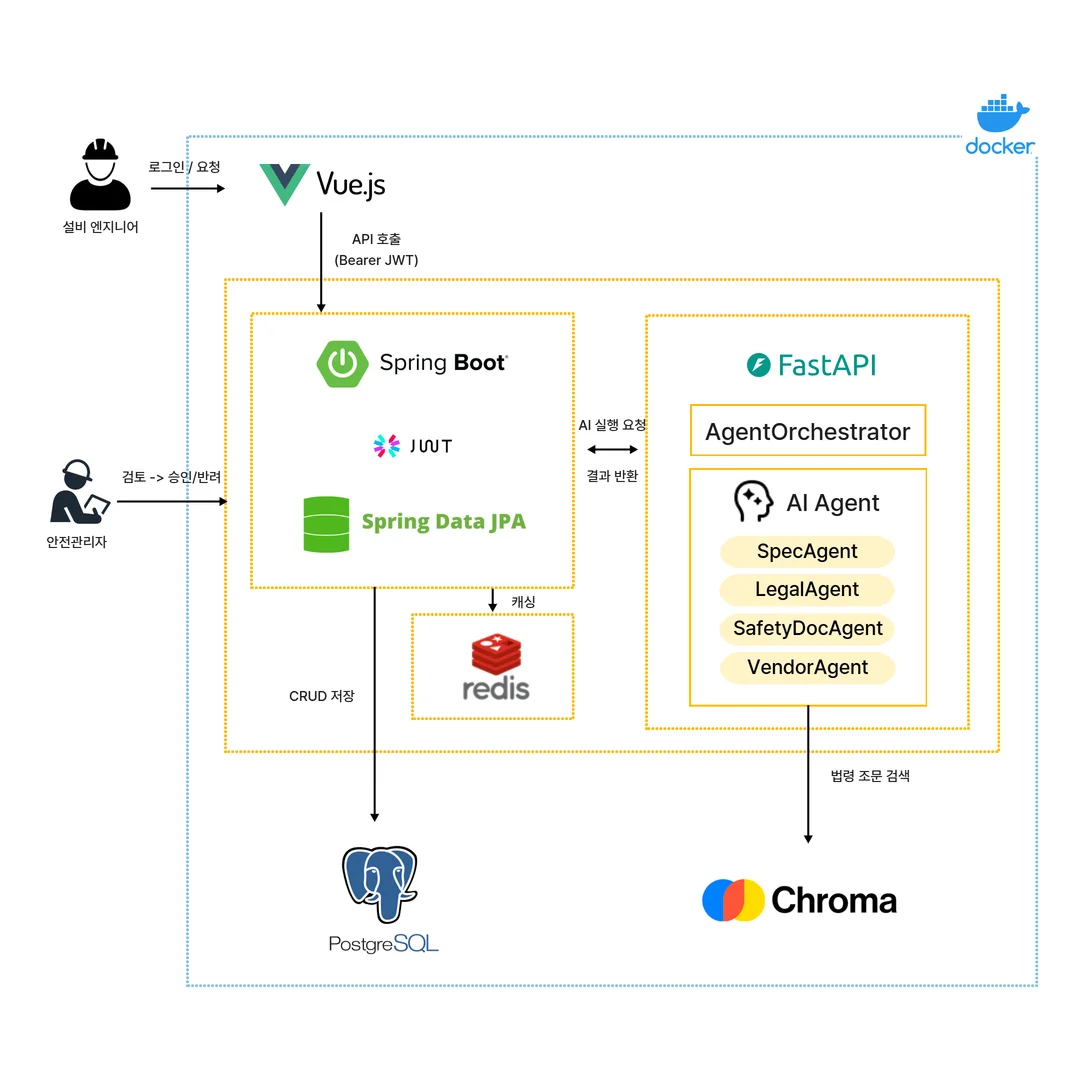 docker
로그인 / 요청
Vue.js
설비 엔지니어
API 호출
(Bearer JWT)
Spring Boot
JWT
Spring Data JPA
AI 실행 요청
결과 반환
FastAPI
AgentOrchestrator
AI Agent
SpecAgent
LegalAgent
SafetyDocAgent
VendorAgent
검토 -> 승인/반려
안전관리자
캐싱
redis
CRUD 저장
법령 조문 검색
PostgreSQL
Chroma